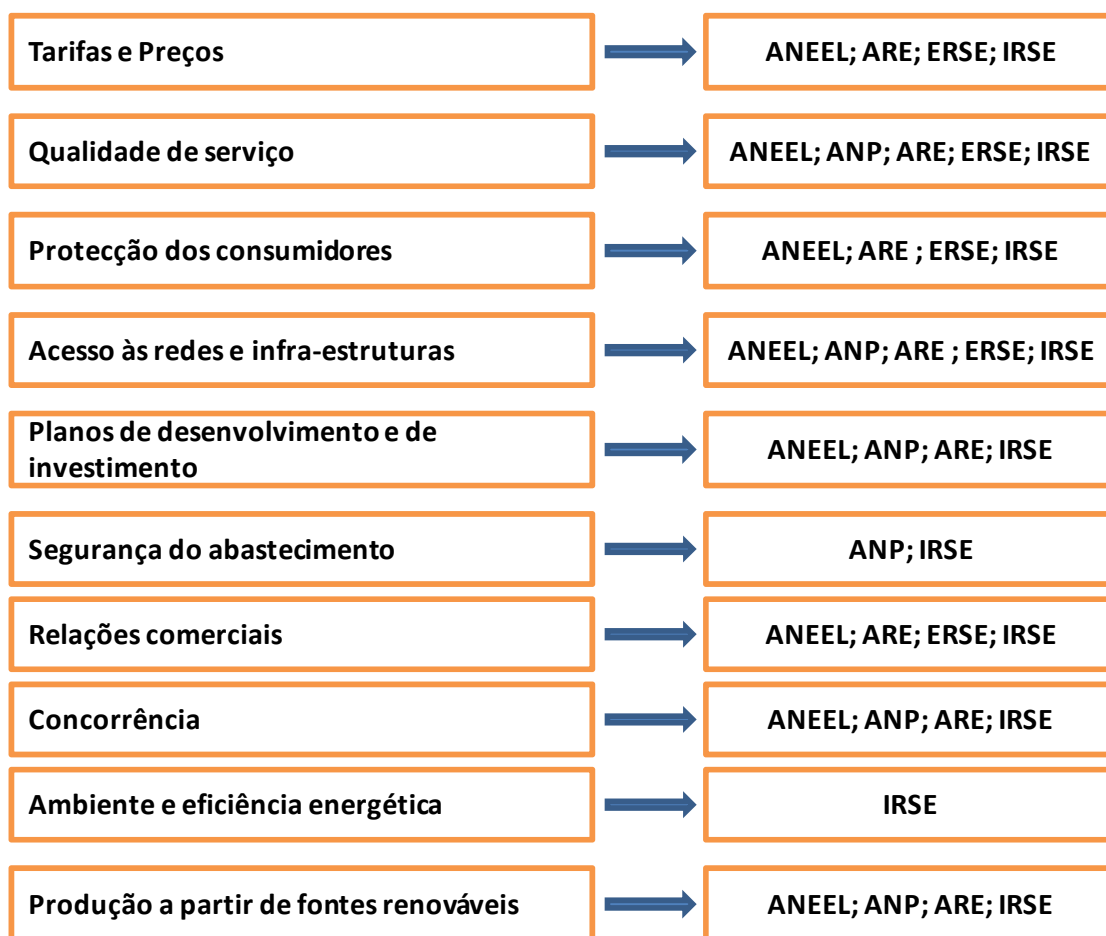 Tarifas e Preços
ANEEL; ARE; ERSE; IRSE
Qualidade de serviço
ANEEL; ANP; ARE; ERSE; IRSE
Protecção dos consumidores
ANEEL; ARE ; ERSE; IRSE
Acesso às redes e infra-estruturas
ANEEL; ANP; ARE ; ERSE; IRSE
Planos de desenvolvimento e de
investimento
ANEEL; ANP; ARE; IRSE
Segurança do abastecimento
ANP; IRSE
Relações comerciais
ANEEL; ARE; ERSE; IRSE
Concorrência
ANEEL; ANP; ARE; IRSE
Ambiente e eficiência energética
IRSE
Produção a partir de fontes renováveis
ANEEL; ANP; ARE; IRSE